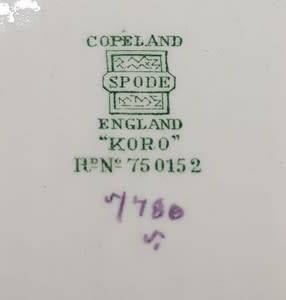 COPELAND
SPODE
ENGLAND
"KORO"
RD No 750152